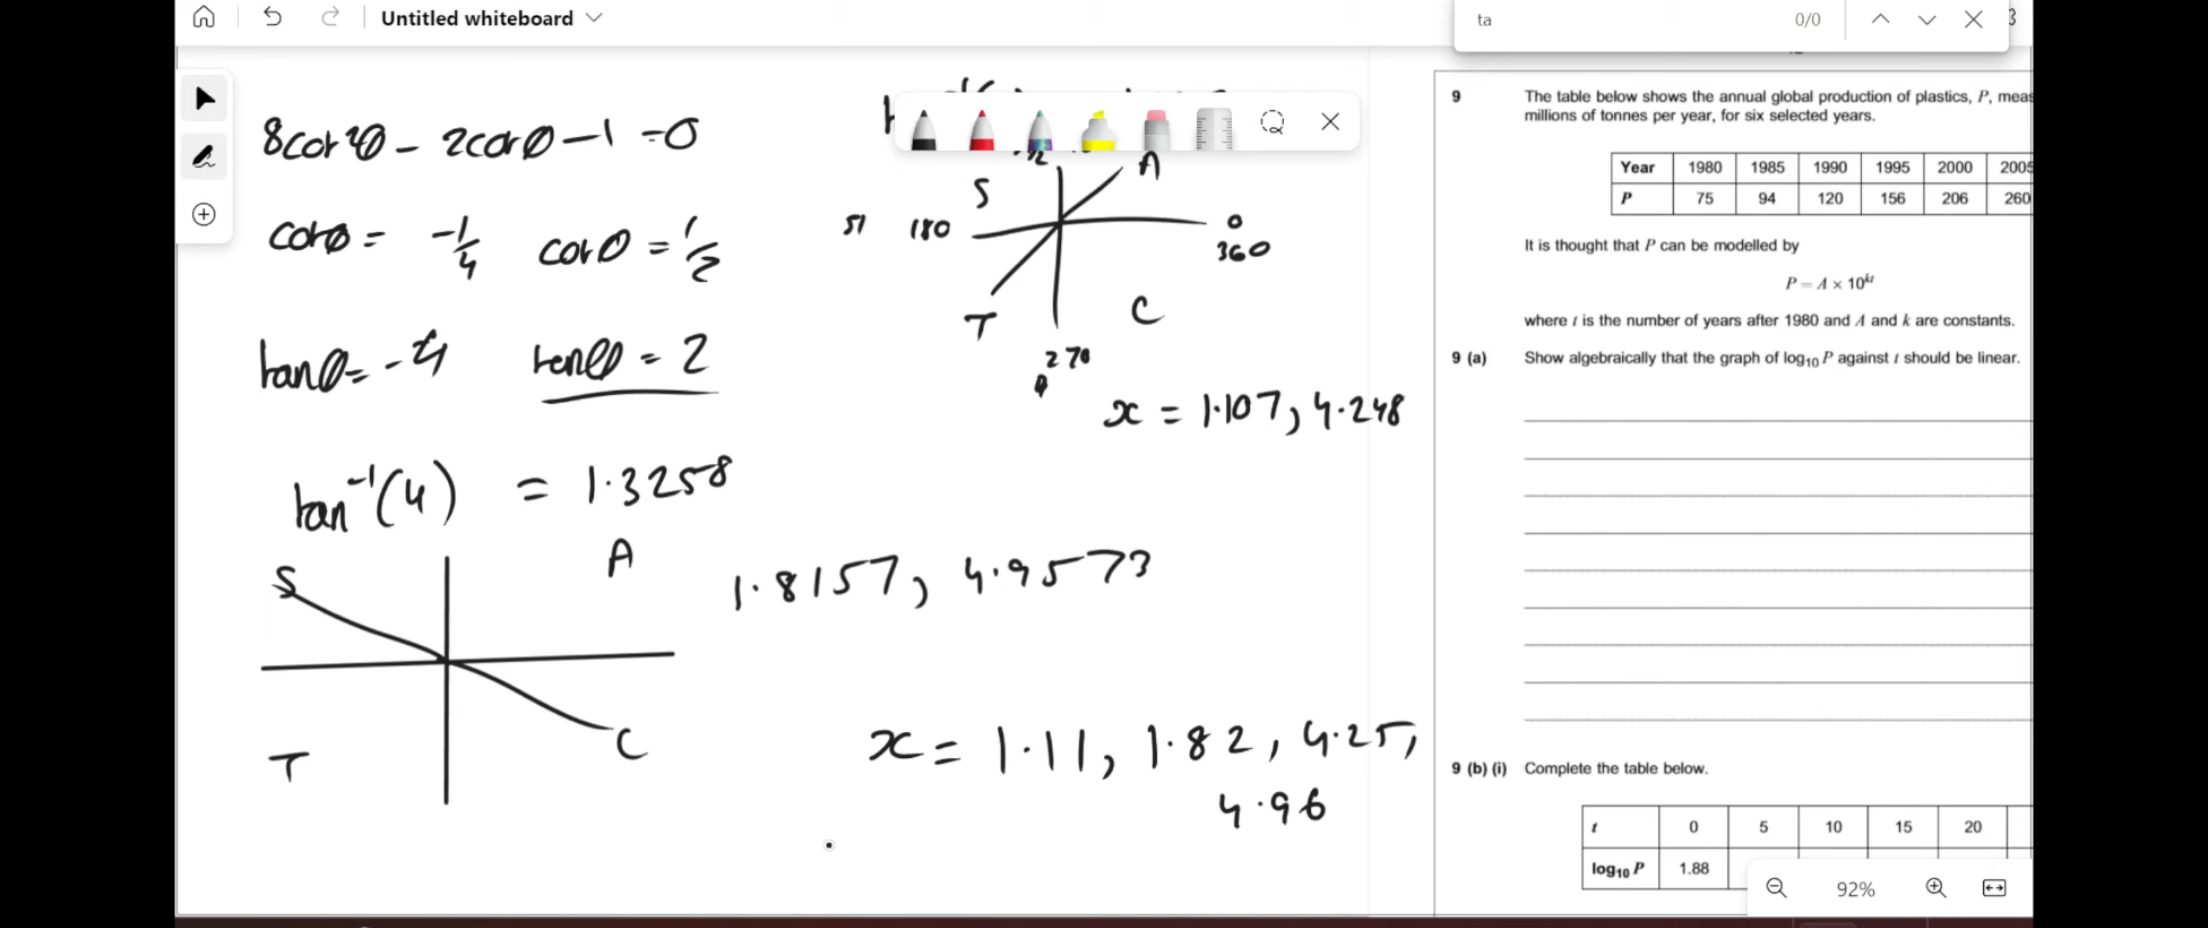 Untitled whiteboard
ta 0/0
8cot²θ - 2cotθ - 1 = 0
cotθ = -1/4 cotθ = 1/2
tanθ = -4 tanθ = 2
tan⁻¹(4) = 1.3258
S A
T C
1.8157, 4.9573
S A
51 180 0
360
T C
270
x = 1.107, 4.248
x = 1.11, 1.82, 4.25,
4.96
9 The table below shows the annual global production of plastics, P, meas
millions of tonnes per year, for six selected years.
Year 1980 1985 1990 1995 2000 2005
P 75 94 120 156 206 260
It is thought that P can be modelled by
P = A × 10^kt
where t is the number of years after 1980 and A and k are constants.
9 (a) Show algebraically that the graph of log₁₀ P against t should be linear.
9 (b) (i) Complete the table below.
t 0 5 10 15 20
log₁₀ P 1.88
92%